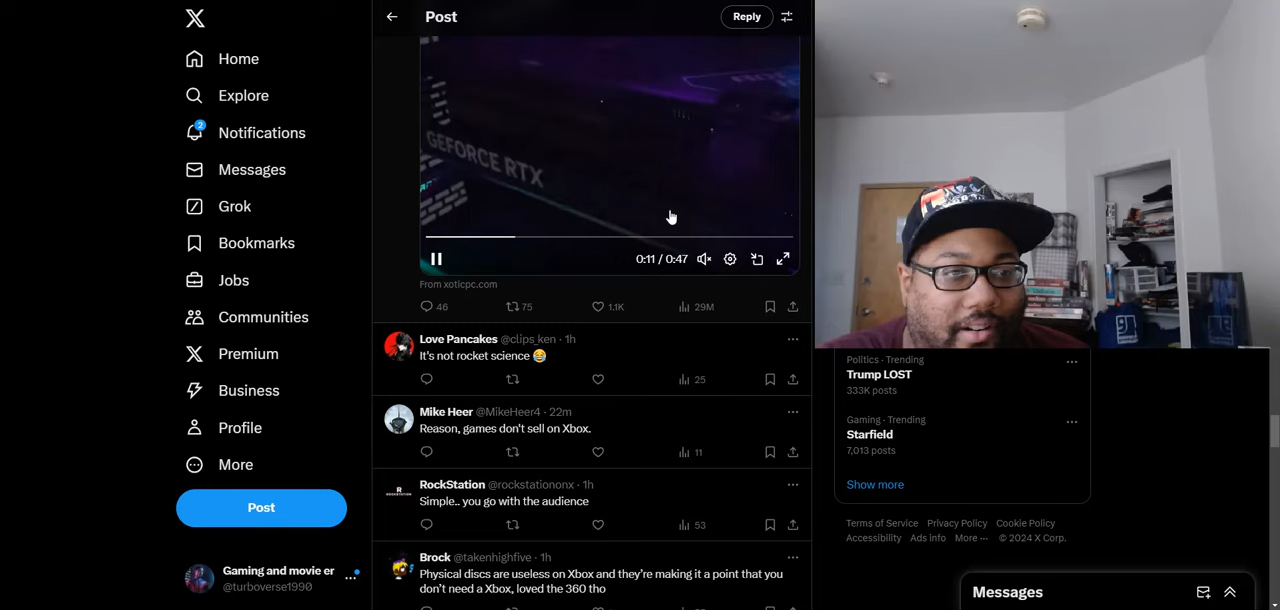 Post
Reply
Home
Explore
2
Notifications
Messages
Grok
Bookmarks
Jobs
Communities
Premium
Business
Profile
More
Post
Gaming and movie er
@turboverse1990
GEFORCE RTX
0:11 / 0:47
From xoticpc.com
46 75 1.1K 29M
Love Pancakes @clips_ken · 1h
It's not rocket science 😂
25
Mike Heer @MikeHeer4 · 22m
Reason, games don't sell on Xbox.
11
RockStation @rockstationonx · 1h
Simple.. you go with the audience
53
Brock @takenhighfive · 1h
Physical discs are useless on Xbox and they're making it a point that you
don't need a Xbox, loved the 360 tho
Politics · Trending
Trump LOST
333K posts
Gaming · Trending
Starfield
7,013 posts
Show more
Terms of Service Privacy Policy Cookie Policy
Accessibility Ads info More ··· © 2024 X Corp.
Messages